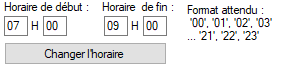 Horaire de début : Horaire de fin : Format attendu :
07 H 00 09 H 00 '00', '01', '02', '03'
Changer l'horaire ... '21', '22', '23'